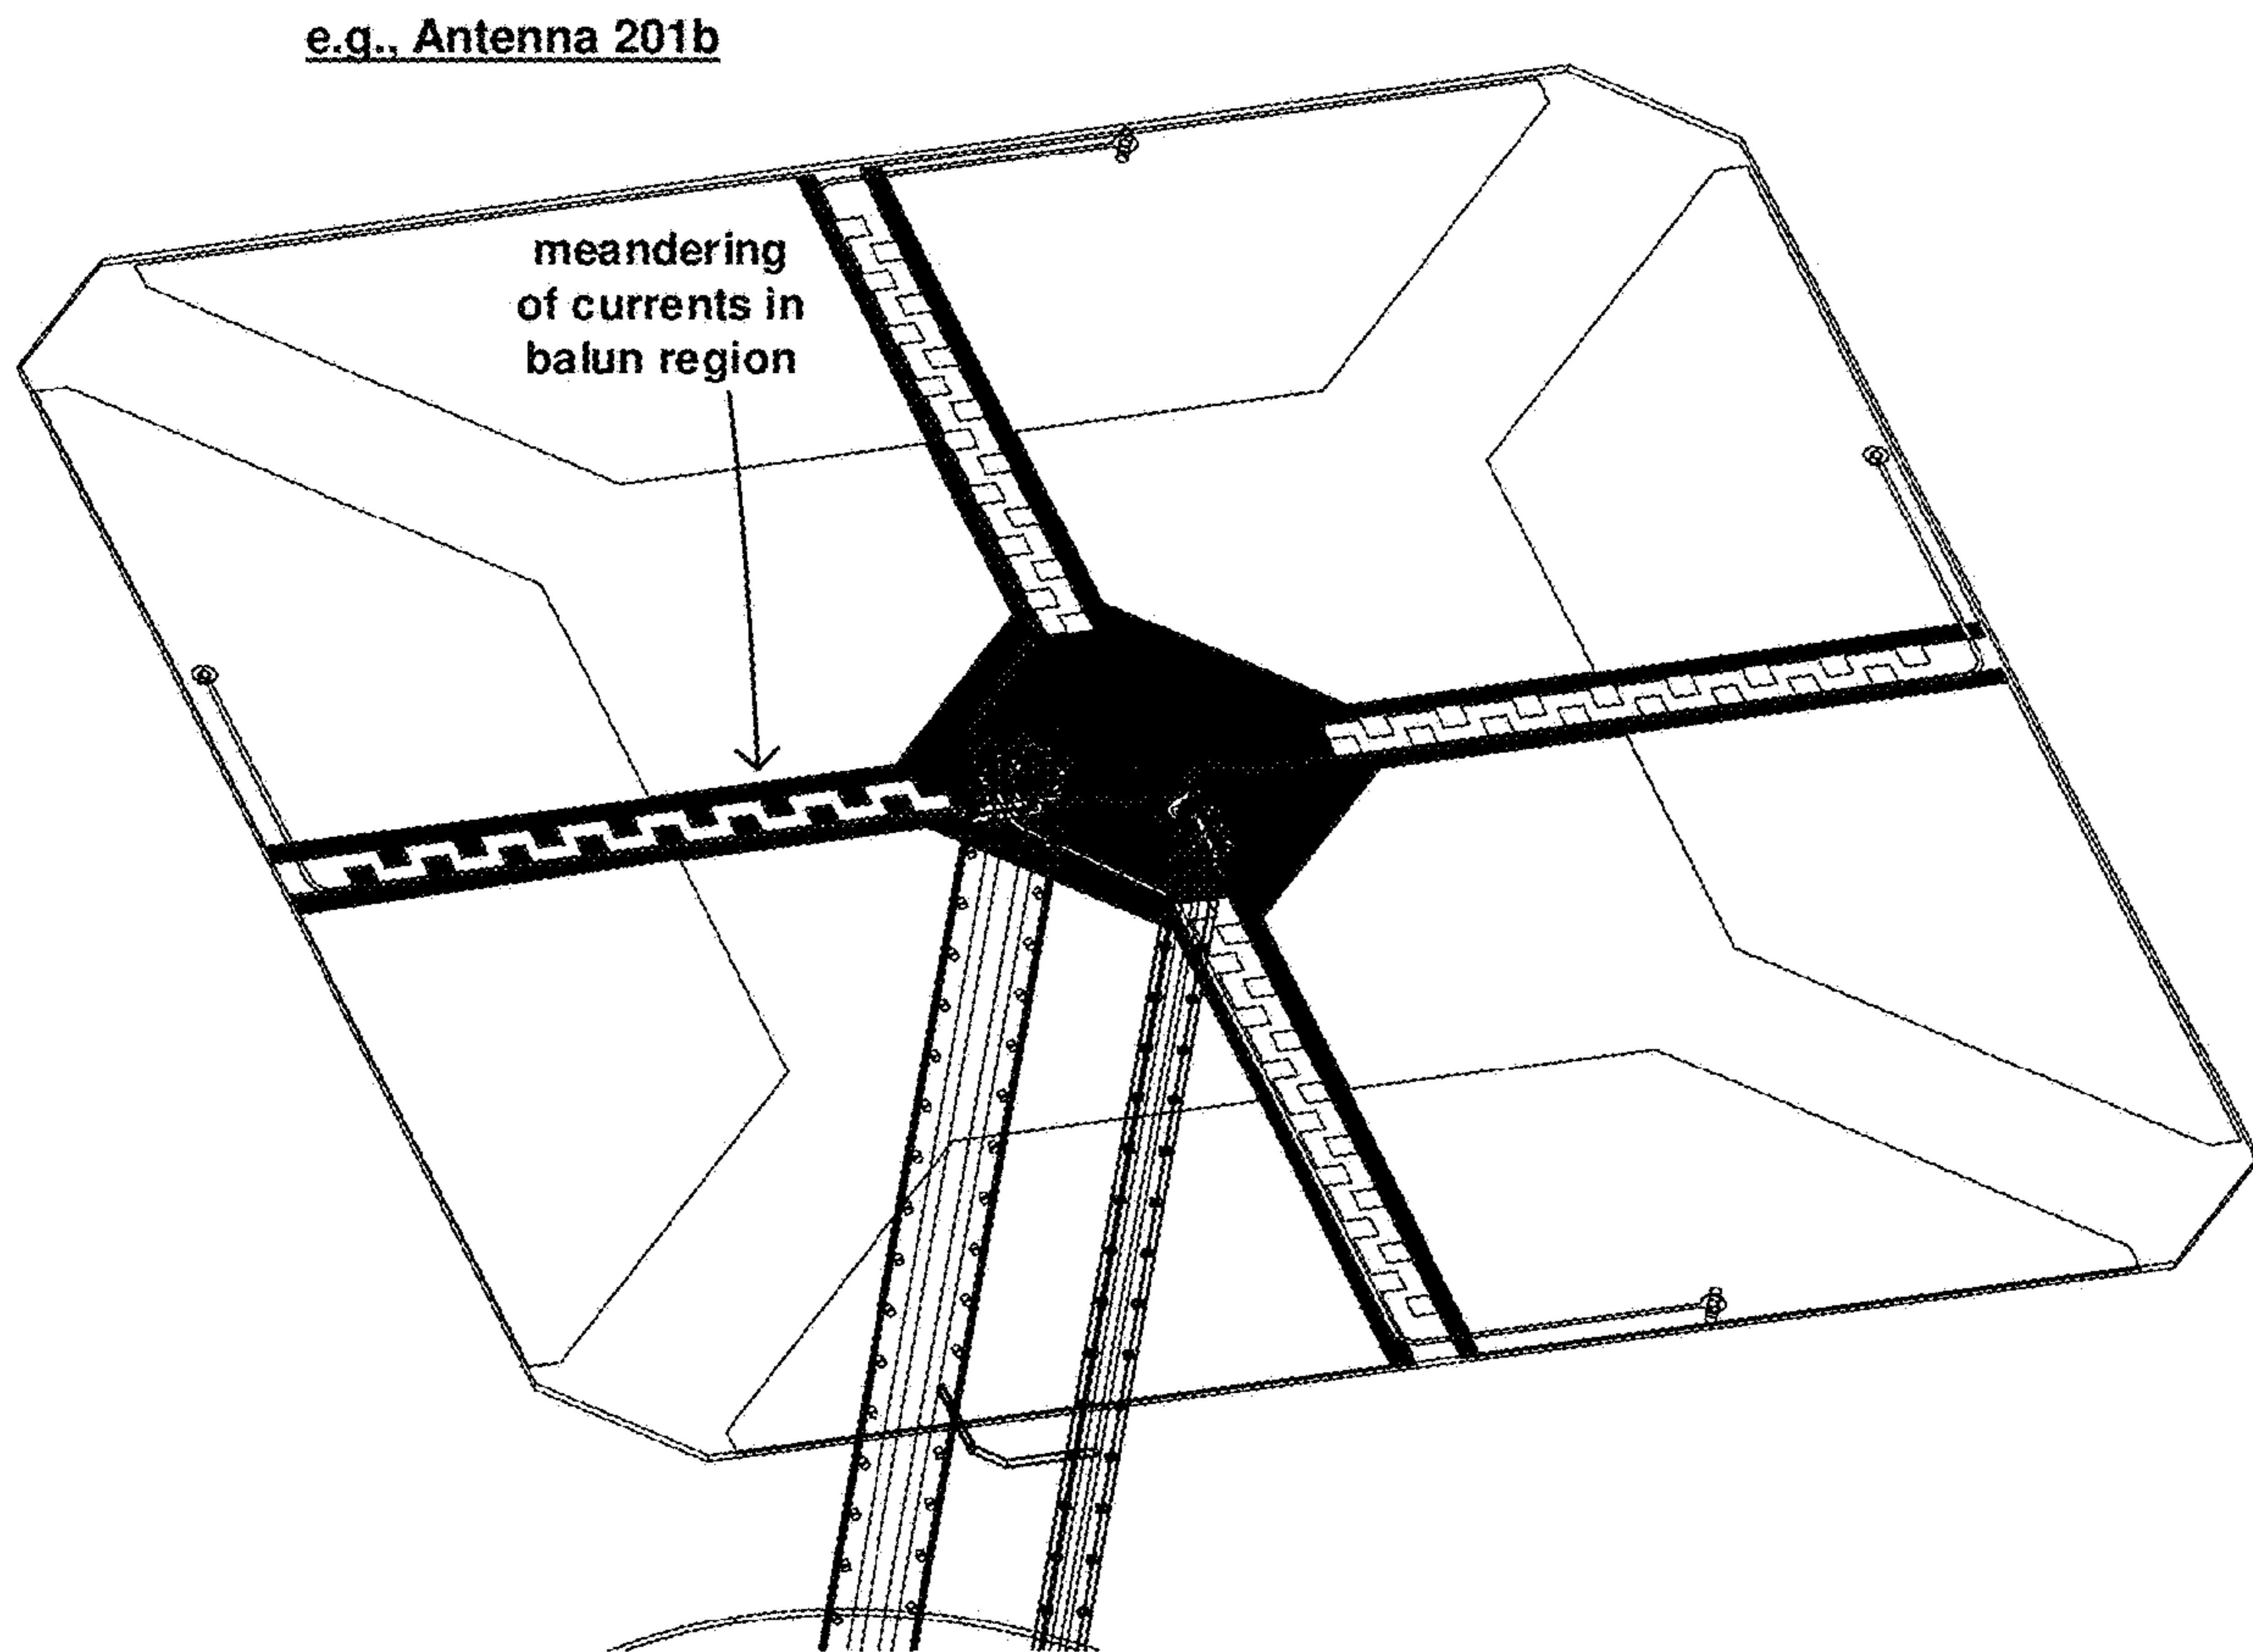 e.g., Antenna 201b
meandering
of currents in
balun region